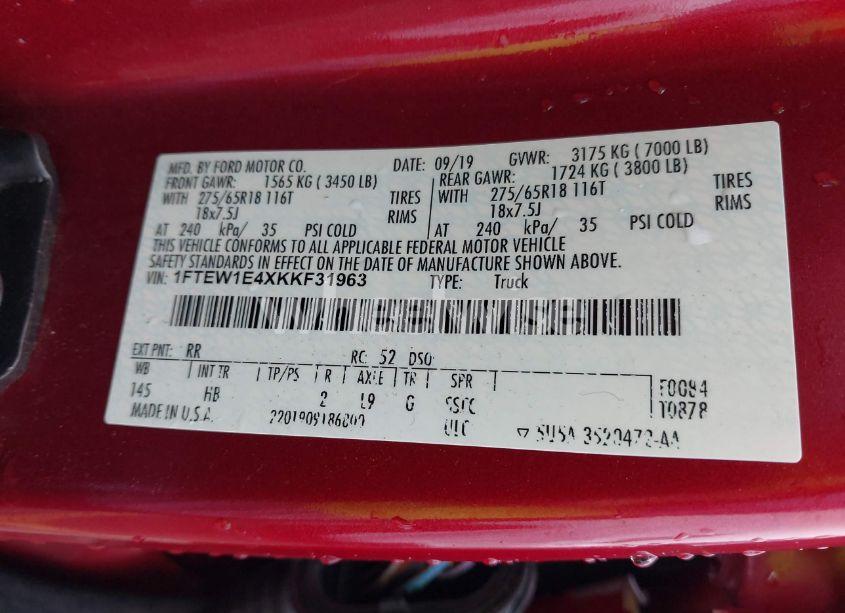 MFD. BY FORD MOTOR CO. DATE: 09/19 GVWR: 3175 KG ( 7000 LB)
FRONT GAWR: 1565 KG ( 3450 LB) REAR GAWR: 1724 KG ( 3800 LB)
WITH 275/65R18 116T TIRES WITH 275/65R18 116T TIRES
18x7.5J RIMS 18x7.5J RIMS
AT 240 kPa/ 35 PSI COLD AT 240 kPa/ 35 PSI COLD
THIS VEHICLE CONFORMS TO ALL APPLICABLE FEDERAL MOTOR VEHICLE
SAFETY STANDARDS IN EFFECT ON THE DATE OF MANUFACTURE SHOWN ABOVE.
VIN: 1FTEW1E4XKKF31963 TYPE: Truck
EXT PNT: RR RC: 52 DSO:
WB INT TR TP/PS R AXLE TR SPR
145 HB 2 L9 G
MADE IN U.S.A.